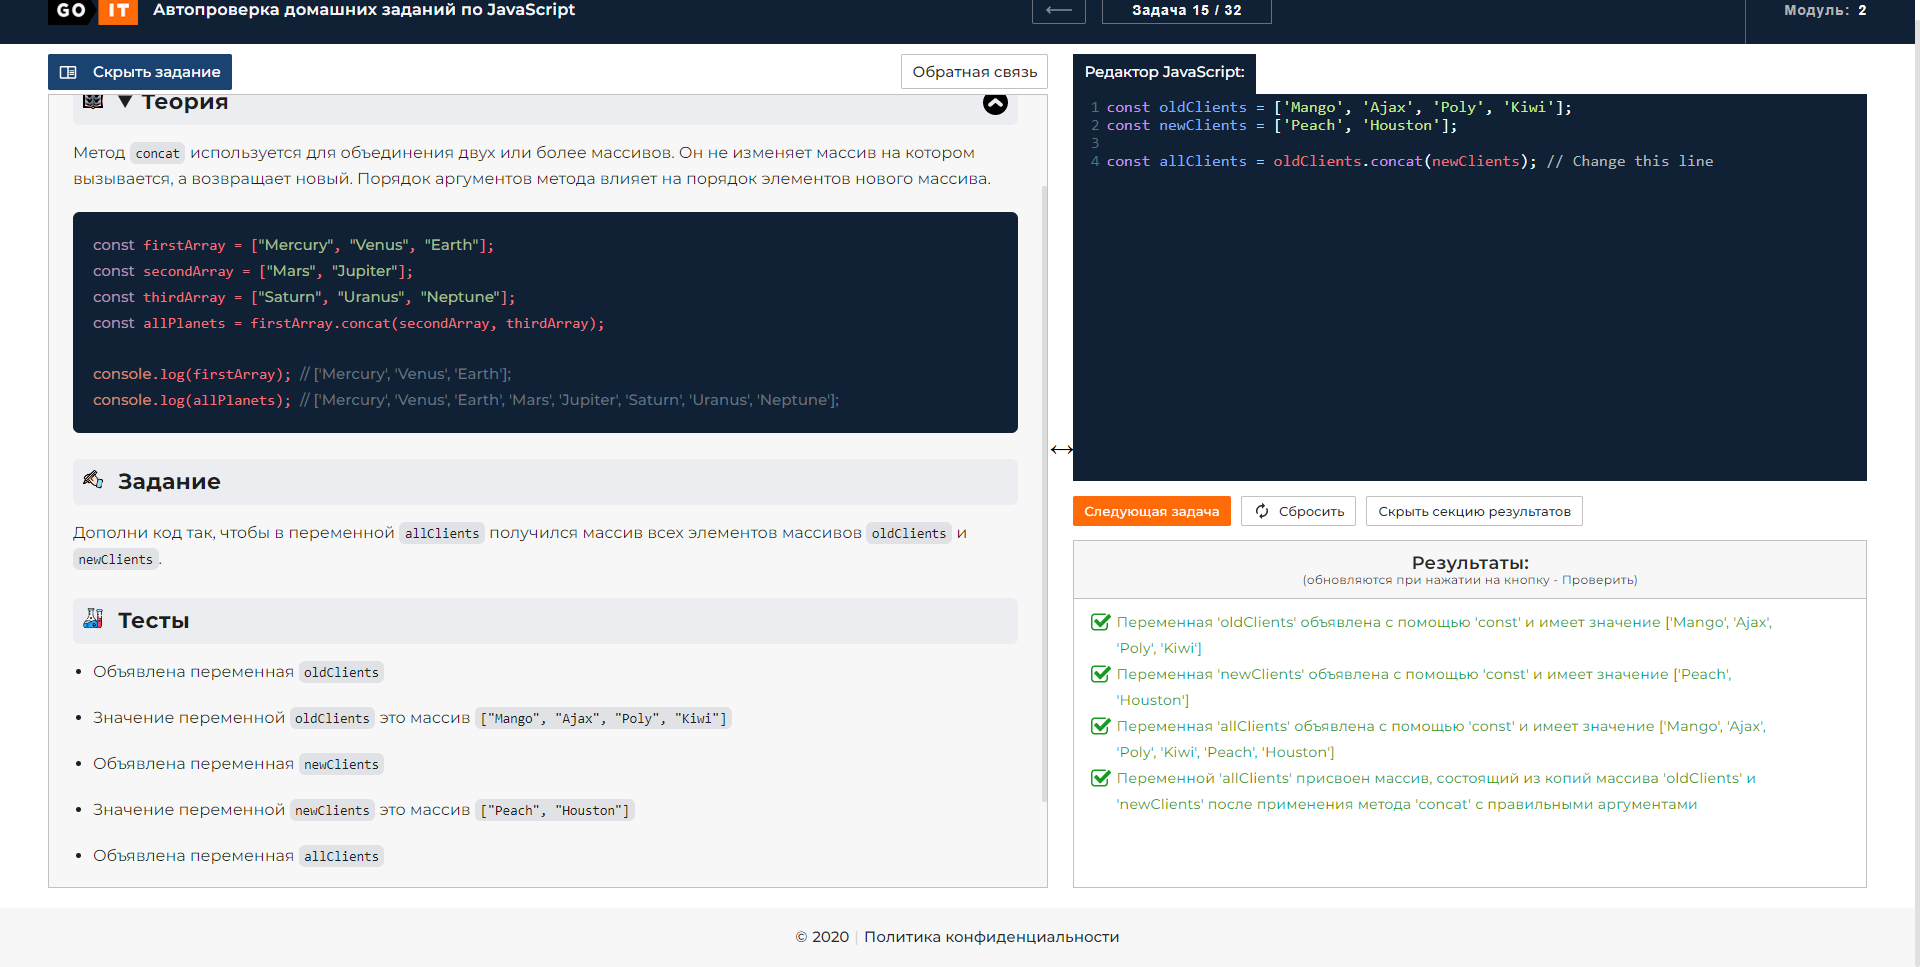 GO IT Автопроверка домашних заданий по JavaScript
Задача 15 / 32
Модуль: 2
Скрыть задание
Обратная связь
▼ Теория
Метод concat используется для объединения двух или более массивов. Он не изменяет массив на котором
вызывается, а возвращает новый. Порядок аргументов метода влияет на порядок элементов нового массива.
const firstArray = ["Mercury", "Venus", "Earth"];
const secondArray = ["Mars", "Jupiter"];
const thirdArray = ["Saturn", "Uranus", "Neptune"];
const allPlanets = firstArray.concat(secondArray, thirdArray);
console.log(firstArray); // ['Mercury', 'Venus', 'Earth'];
console.log(allPlanets); // ['Mercury', 'Venus', 'Earth', 'Mars', 'Jupiter', 'Saturn', 'Uranus', 'Neptune'];
Задание
Дополни код так, чтобы в переменной allClients получился массив всех элементов массивов oldClients и
newClients.
Тесты
• Объявлена переменная oldClients
• Значение переменной oldClients это массив ["Mango", "Ajax", "Poly", "Kiwi"]
• Объявлена переменная newClients
• Значение переменной newClients это массив ["Peach", "Houston"]
• Объявлена переменная allClients
Редактор JavaScript:
1 const oldClients = ['Mango', 'Ajax', 'Poly', 'Kiwi'];
2 const newClients = ['Peach', 'Houston'];
3
4 const allClients = oldClients.concat(newClients); // Change this line
Следующая задача
Сбросить
Скрыть секцию результатов
Результаты:
(обновляются при нажатии на кнопку - Проверить)
Переменная 'oldClients' объявлена с помощью 'const' и имеет значение ['Mango', 'Ajax',
'Poly', 'Kiwi']
Переменная 'newClients' объявлена с помощью 'const' и имеет значение ['Peach',
'Houston']
Переменная 'allClients' объявлена с помощью 'const' и имеет значение ['Mango', 'Ajax',
'Poly', 'Kiwi', 'Peach', 'Houston']
Переменной 'allClients' присвоен массив, состоящий из копий массива 'oldClients' и
'newClients' после применения метода 'concat' с правильными аргументами
© 2020 | Политика конфиденциальности